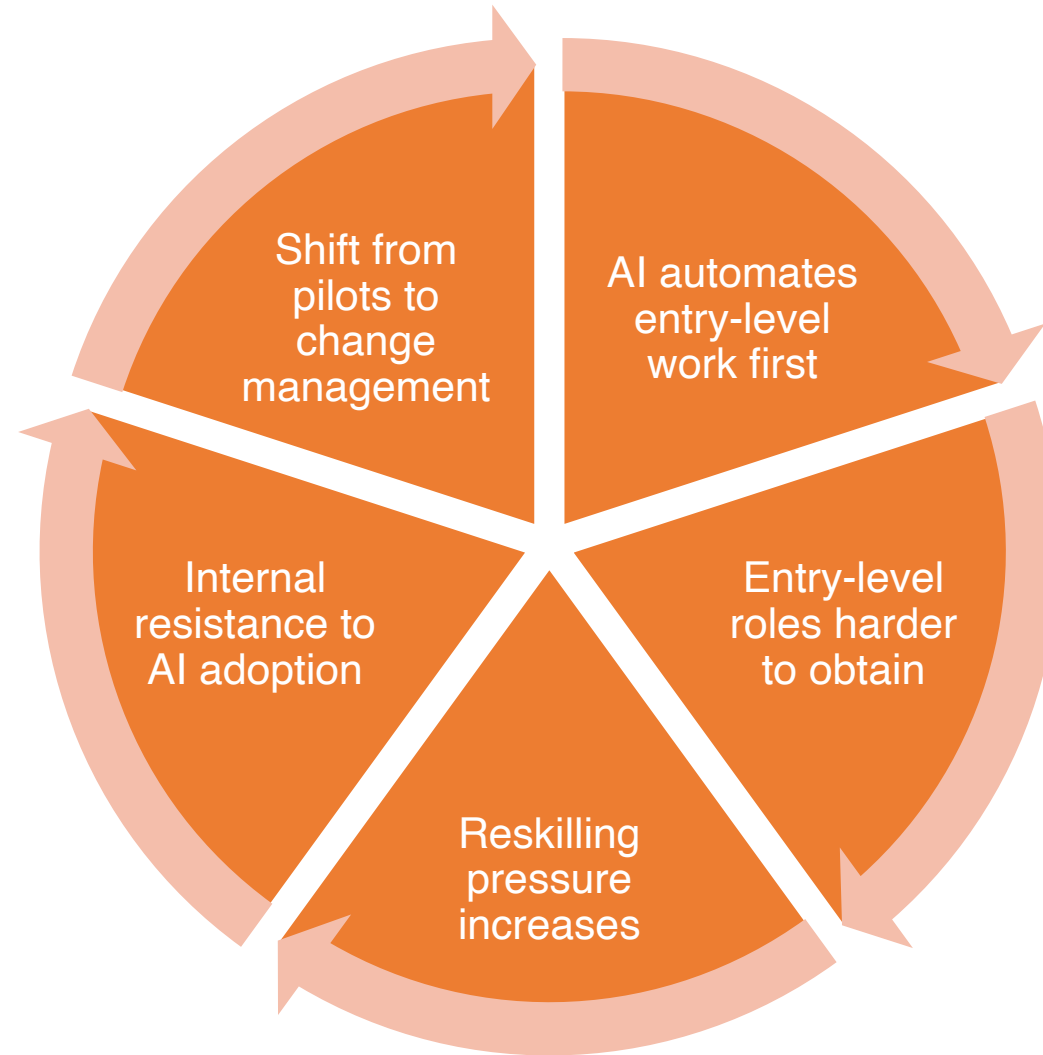 AI automates
entry-level
work first
Entry-level
roles harder
to obtain
Reskilling
pressure
increases
Internal
resistance to
AI adoption
Shift from
pilots to
change
management